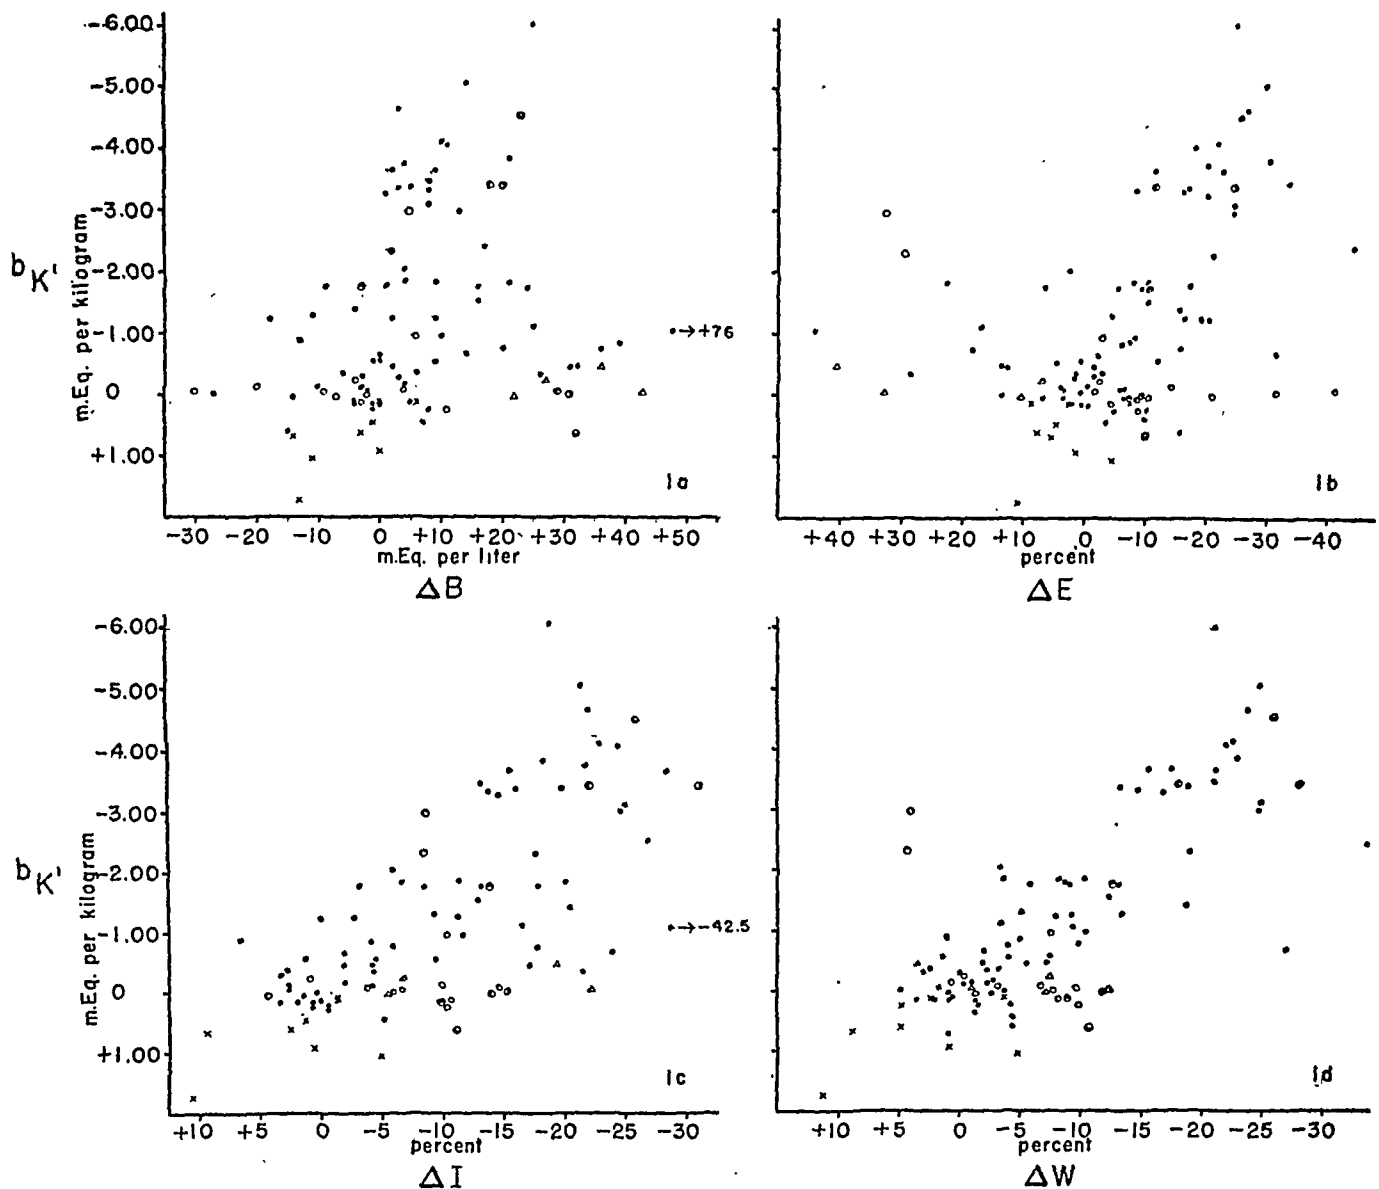 -6.00
-5.00
-4.00
-3.00
-2.00
-1.00
0
+1.00
bK'
m.Eq. per kilogram
→+76
1a
-30 -20 -10 0 +10 +20 +30 +40 +50
m.Eq. per liter
ΔB
1b
+40 +30 +20 +10 0 -10 -20 -30 -40
percent
ΔE
-6.00
-5.00
-4.00
-3.00
-2.00
-1.00
0
+1.00
bK'
m.Eq. per kilogram
→-42.5
1c
+10 +5 0 -5 -10 -15 -20 -25 -30
percent
ΔI
1d
+10 +5 0 -5 -10 -15 -20 -25 -30
percent
ΔW